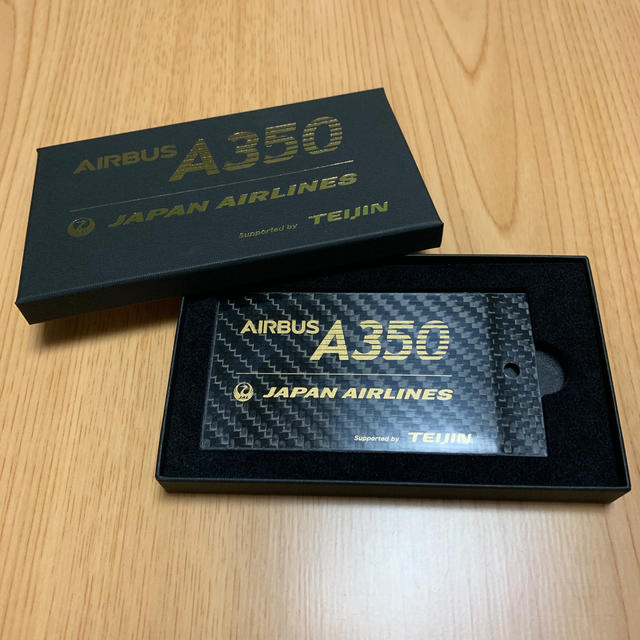 AIRBUS A350
JAPAN AIRLINES
Supported by TEIJIN
AIRBUS A350
JAL JAPAN AIRLINES
Supported by TEIJIN